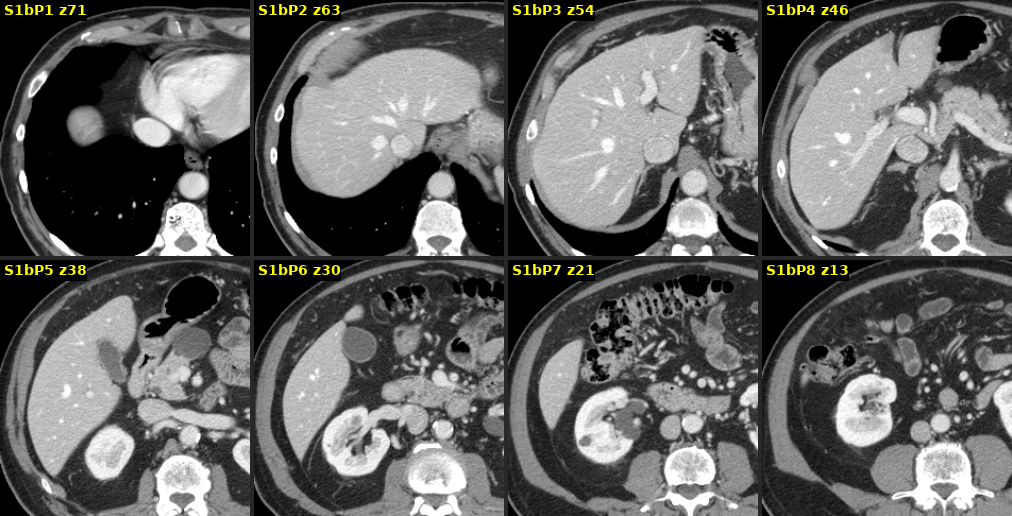 S1bP1 z71
S1bP2 z63
S1bP3 z54
S1bP4 z46
S1bP5 z38
S1bP6 z30
S1bP7 z21
S1bP8 z13